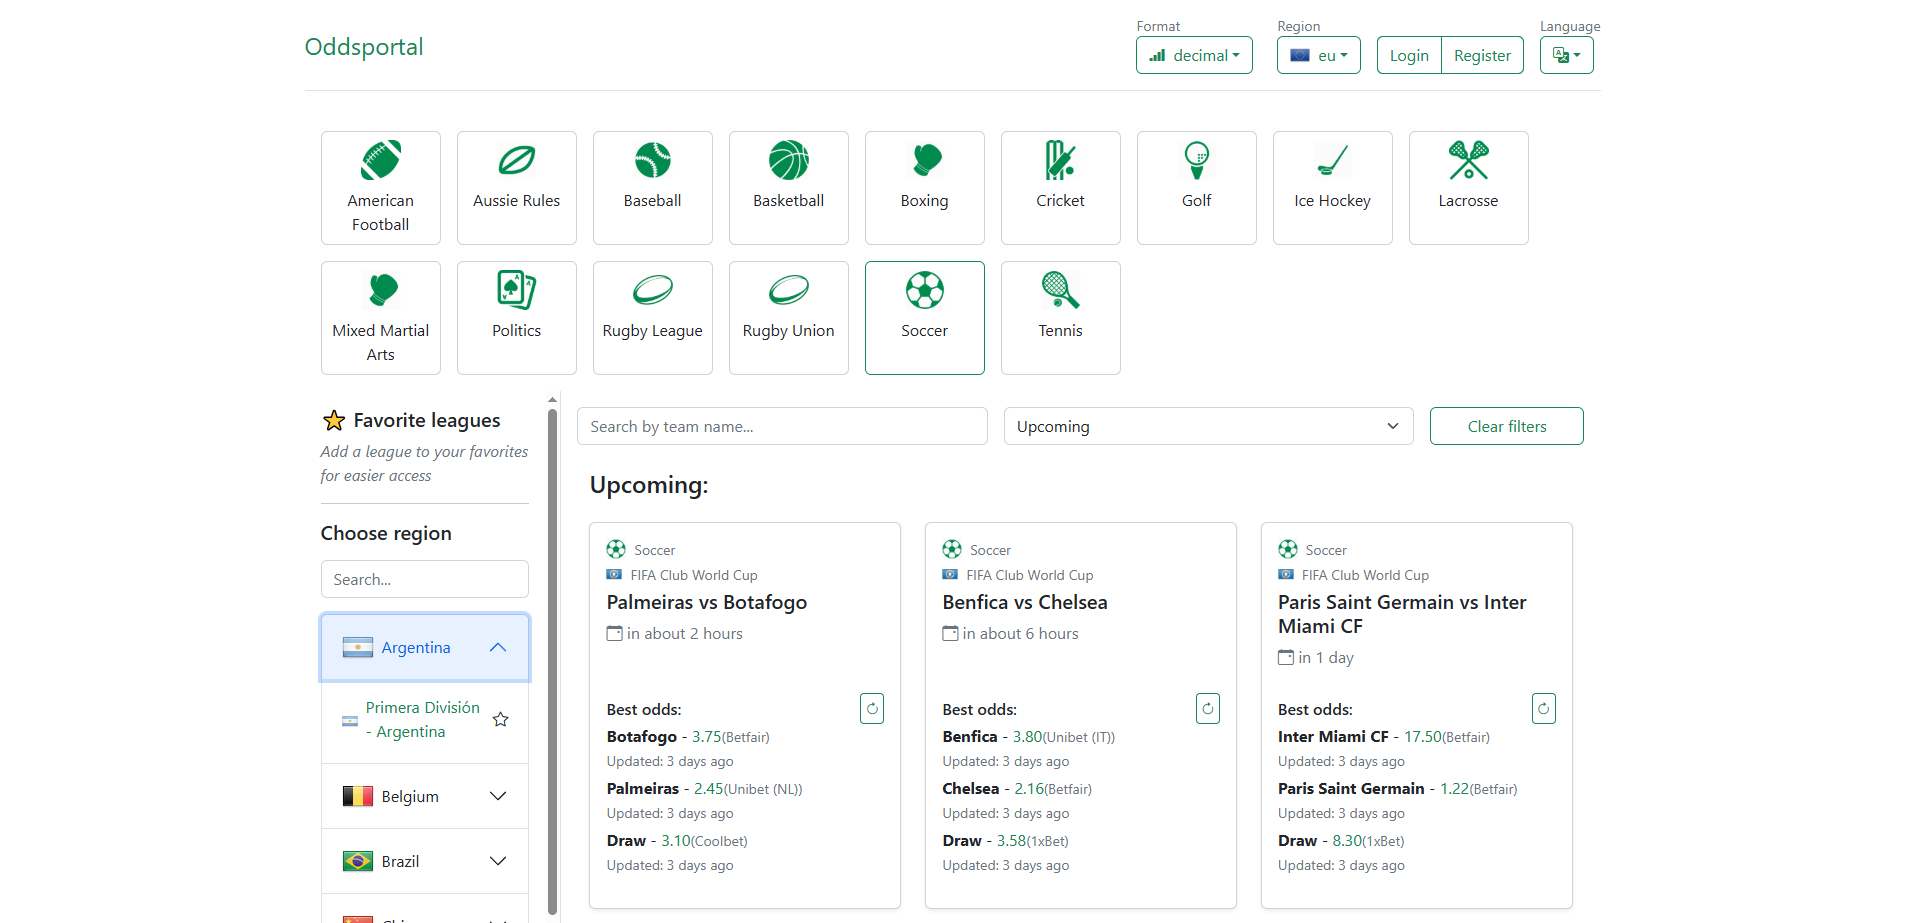 Oddsportal
Format
decimal
Region
eu
Login
Register
Language
American
Football
Aussie Rules
Baseball
Basketball
Boxing
Cricket
Golf
Ice Hockey
Lacrosse
Mixed Martial
Arts
Politics
Rugby League
Rugby Union
Soccer
Tennis
Favorite leagues
Add a league to your favorites
for easier access
Choose region
Search...
Argentina
Primera División
- Argentina
Belgium
Brazil
Search by team name...
Upcoming
Clear filters
Upcoming:
Soccer
FIFA Club World Cup
Palmeiras vs Botafogo
in about 2 hours
Best odds:
Botafogo - 3.75(Betfair)
Updated: 3 days ago
Palmeiras - 2.45(Unibet (NL))
Updated: 3 days ago
Draw - 3.10(Coolbet)
Updated: 3 days ago
Soccer
FIFA Club World Cup
Benfica vs Chelsea
in about 6 hours
Best odds:
Benfica - 3.80(Unibet (IT))
Updated: 3 days ago
Chelsea - 2.16(Betfair)
Updated: 3 days ago
Draw - 3.58(1xBet)
Updated: 3 days ago
Soccer
FIFA Club World Cup
Paris Saint Germain vs Inter
Miami CF
in 1 day
Best odds:
Inter Miami CF - 17.50(Betfair)
Updated: 3 days ago
Paris Saint Germain - 1.22(Betfair)
Updated: 3 days ago
Draw - 8.30(1xBet)
Updated: 3 days ago